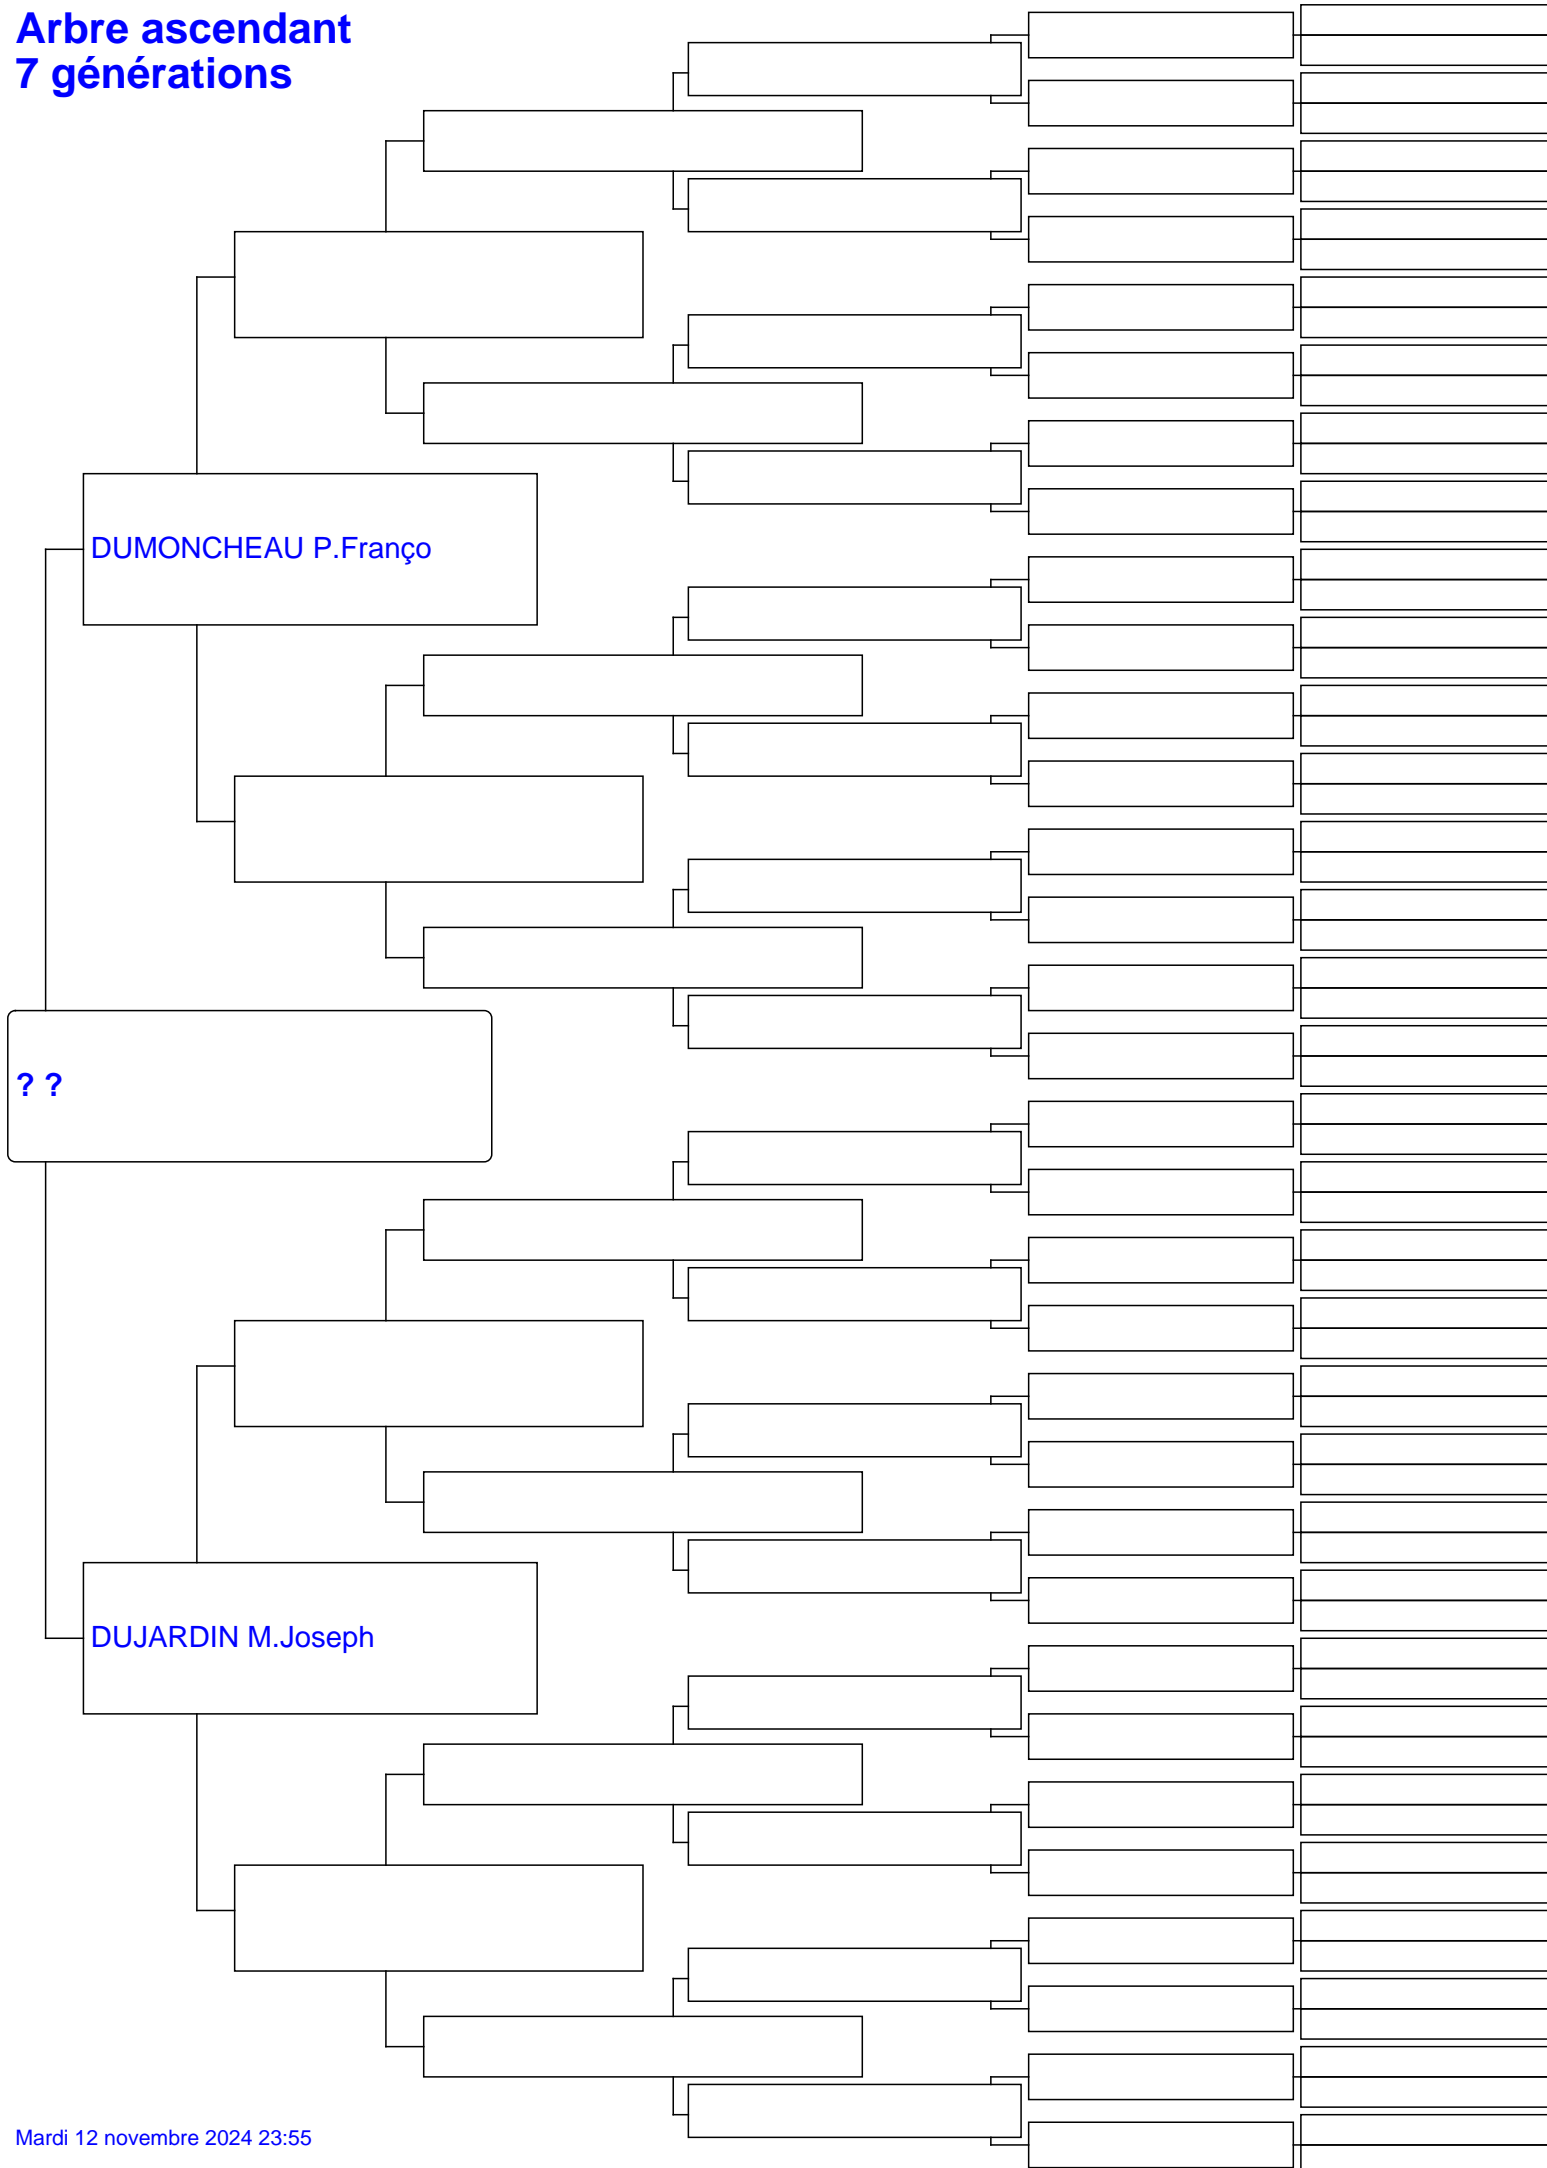 Arbre ascendant
7 générations
DUMONCHEAU P.Franço
? ?
DUJARDIN M.Joseph
Mardi 12 novembre 2024 23:55